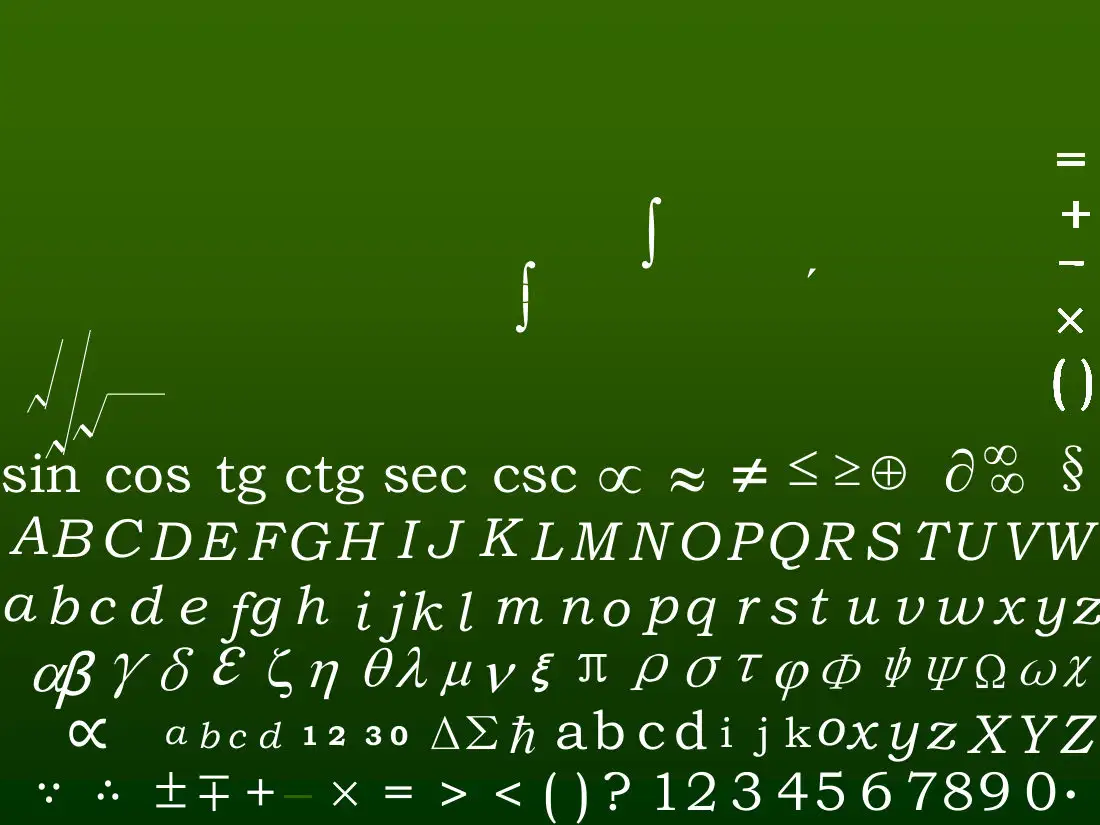 =
+
−
×
( )
∫
∫ ′
√ √ √
sin cos tg ctg sec csc ∝ ≈ ≠ ≤ ≥ ⊕ ∂ ∞ ∞ §
A B C D E F G H I J K L M N O P Q R S T U V W
a b c d e f g h i j k l m n o p q r s t u v w x y z
α β γ δ ε ζ η θ λ μ ν ξ π ρ σ τ φ Φ ψ Ψ Ω ω χ
∝ a b c d 1 2 3 0 Δ Σ ℏ a b c d i j k o x y z X Y Z
∵ ∴ ± ∓ + − × = > < ( ) ? 1 2 3 4 5 6 7 8 9 0 ·